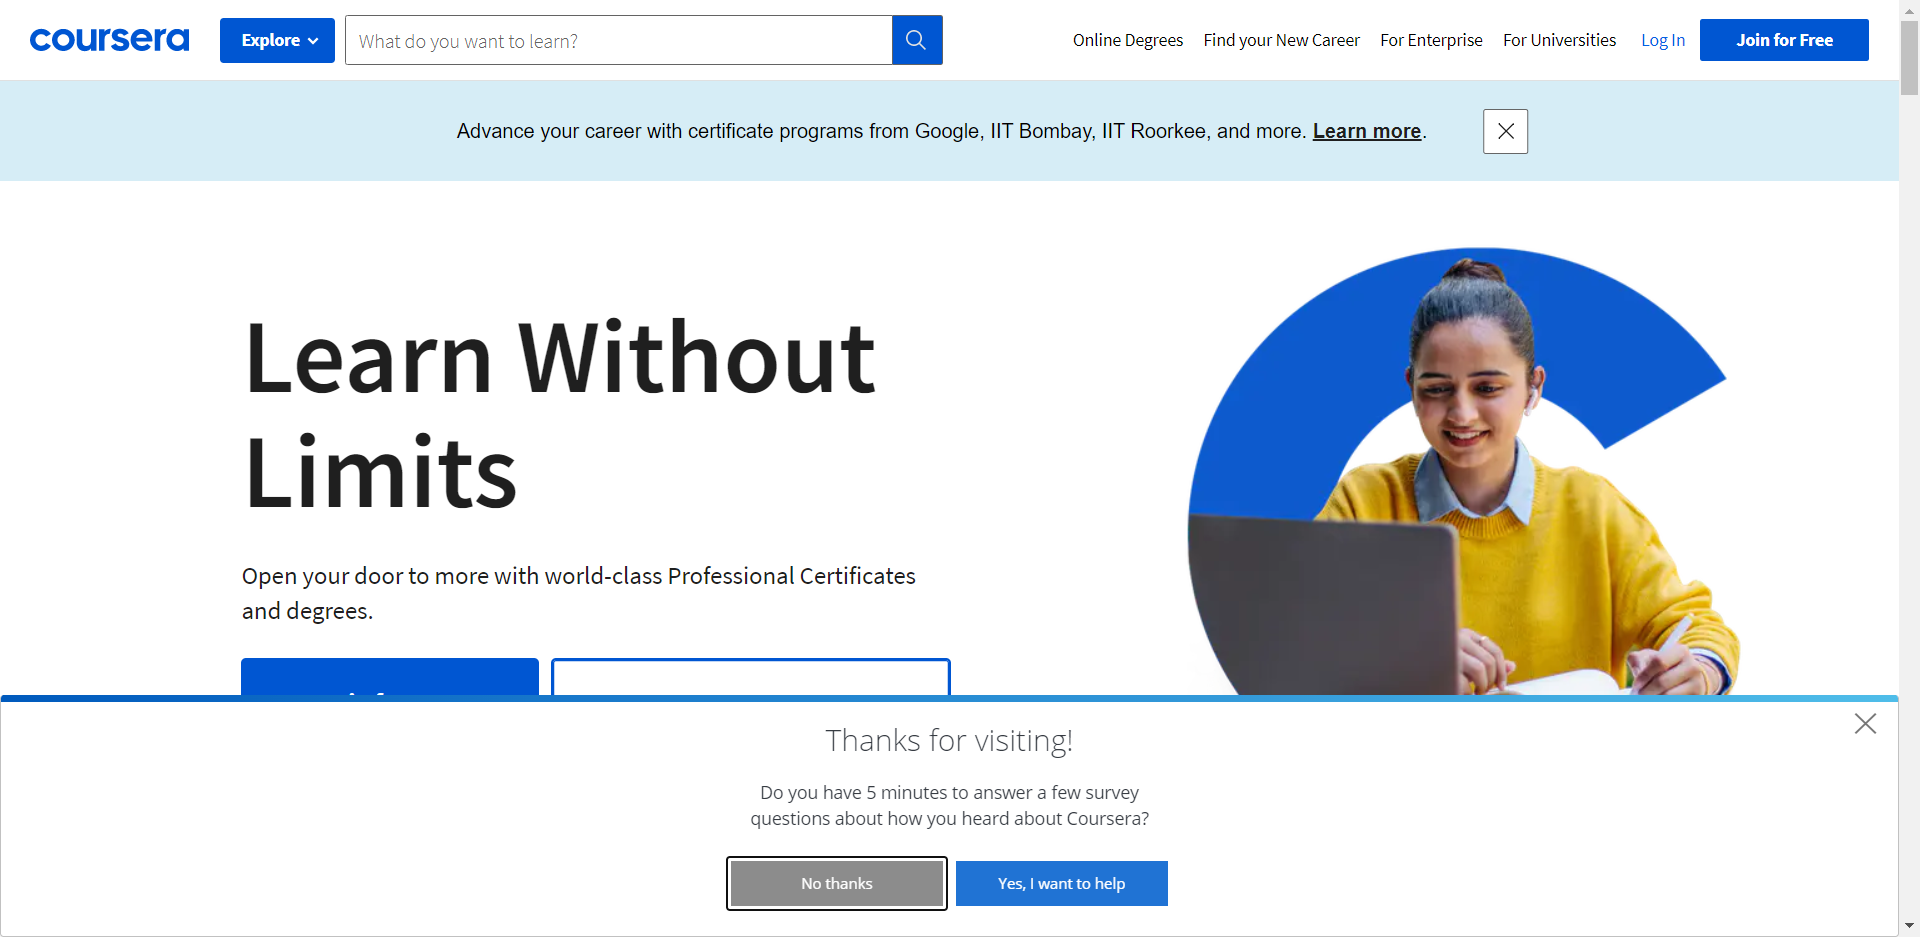 coursera
Explore
What do you want to learn?
Online Degrees
Find your New Career
For Enterprise
For Universities
Log In
Join for Free
Advance your career with certificate programs from Google, IIT Bombay, IIT Roorkee, and more. Learn more.
Learn Without
Limits
Open your door to more with world-class Professional Certificates
and degrees.
Thanks for visiting!
Do you have 5 minutes to answer a few survey
questions about how you heard about Coursera?
No thanks
Yes, I want to help